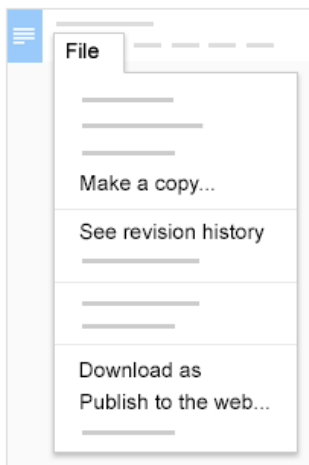 File
Make a copy...
See revision history
Download as
Publish to the web...